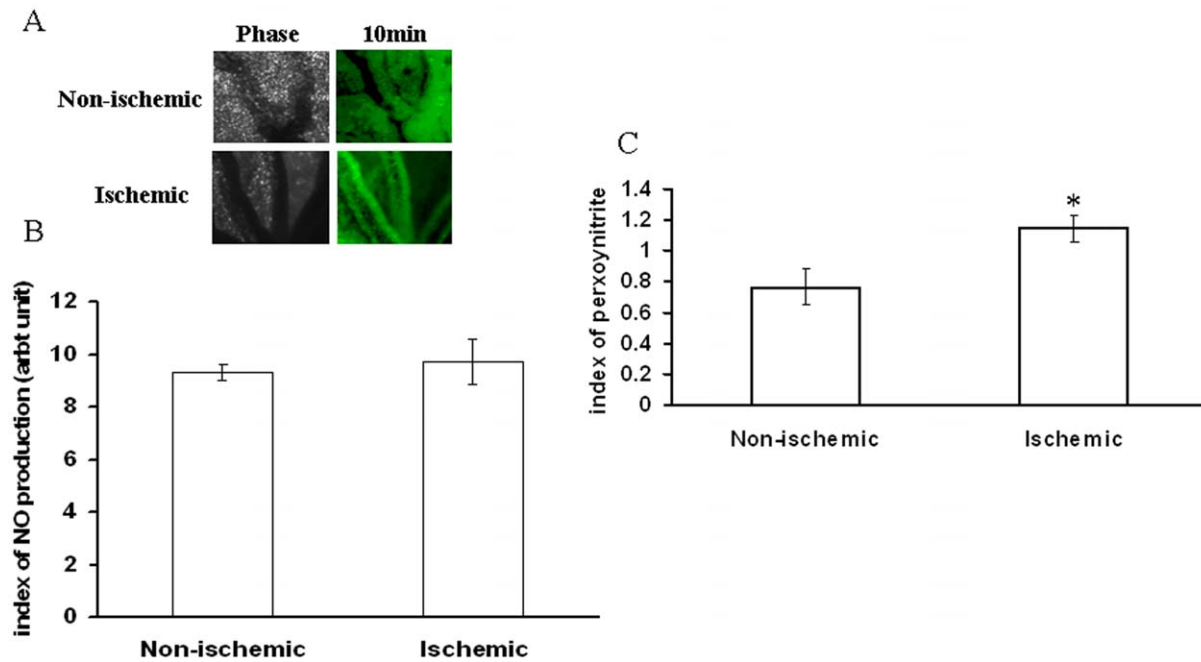 A
Phase 10min
Non-ischemic
Ischemic
B
index of NO production (arbt unit)
12
10
8
6
4
2
0
Non-ischemic Ischemic
C
index of perxoynitrite
1.4
1.2
1
0.8
0.6
0.4
0.2
0
*
Non-ischemic Ischemic